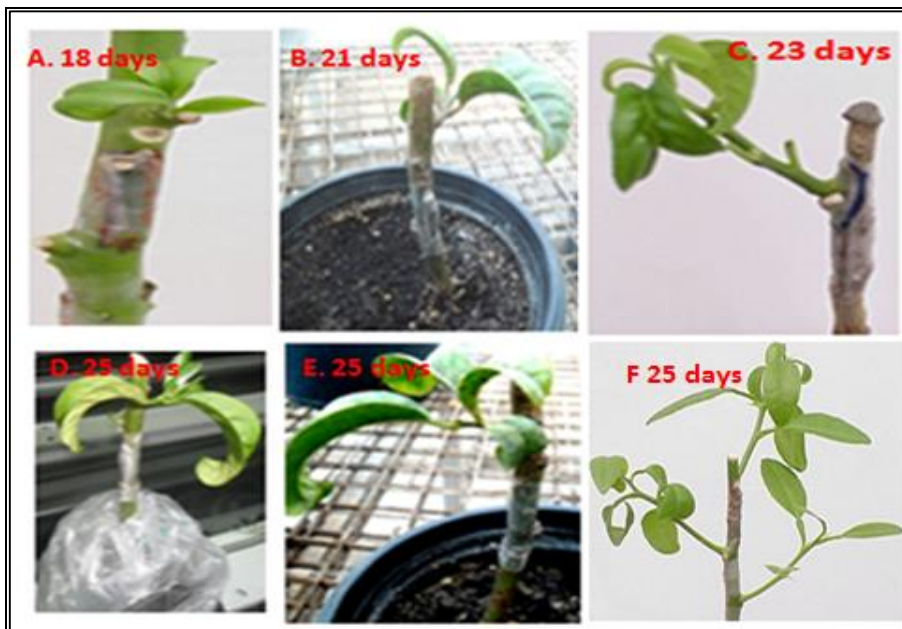 A. 18 days
B. 21 days
C. 23 days
D. 25 days
E. 25 days
F 25 days